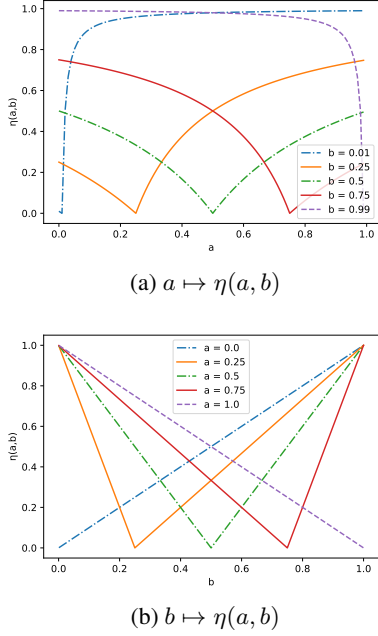 1.0
0.8
0.6
0.4
0.2
0.0
η(a,b)
0.0 0.2 0.4 0.6 0.8 1.0
a
b = 0.01
b = 0.25
b = 0.5
b = 0.75
b = 0.99
(a) a ↦ η(a, b)
1.0
0.8
0.6
0.4
0.2
0.0
η(a,b)
0.0 0.2 0.4 0.6 0.8 1.0
b
a = 0.0
a = 0.25
a = 0.5
a = 0.75
a = 1.0
(b) b ↦ η(a, b)